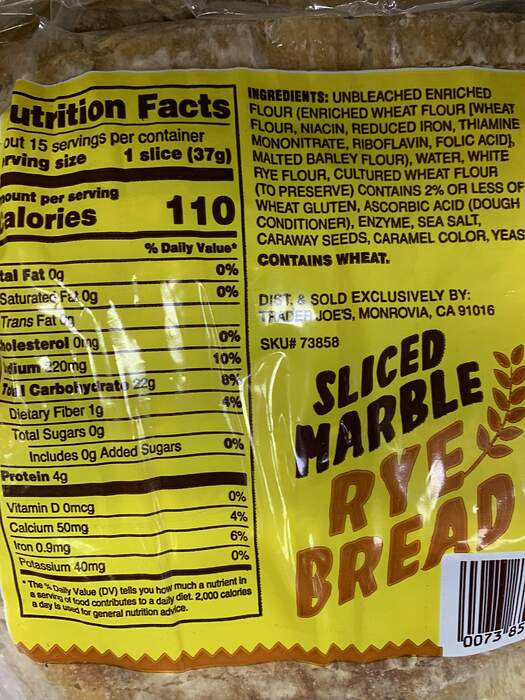 utrition Facts
out 15 servings per container
rving size 1 slice (37g)
ount per serving
alories 110
% Daily Value*
tal Fat 0g 0%
Saturated Fat 0g 0%
Trans Fat 0g
holesterol 0mg 0%
dium 220mg 10%
Total Carbohydrate 22g 8%
Dietary Fiber 1g 4%
Total Sugars 0g
Includes 0g Added Sugars 0%
Protein 4g
Vitamin D 0mcg 0%
Calcium 50mg 4%
Iron 0.9mg 6%
Potassium 40mg 0%
* The % Daily Value (DV) tells you how much a nutrient in
a serving of food contributes to a daily diet. 2,000 calories
a day is used for general nutrition advice.
INGREDIENTS: UNBLEACHED ENRICHED
FLOUR (ENRICHED WHEAT FLOUR [WHEAT
FLOUR, NIACIN, REDUCED IRON, THIAMINE
MONONITRATE, RIBOFLAVIN, FOLIC ACID],
MALTED BARLEY FLOUR), WATER, WHITE
RYE FLOUR, CULTURED WHEAT FLOUR
(TO PRESERVE) CONTAINS 2% OR LESS OF
WHEAT GLUTEN, ASCORBIC ACID (DOUGH
CONDITIONER), ENZYME, SEA SALT,
CARAWAY SEEDS, CARAMEL COLOR, YEAS
CONTAINS WHEAT.
DIST. & SOLD EXCLUSIVELY BY:
TRADER JOE'S, MONROVIA, CA 91016
SKU# 73858
SLICED
MARBLE
RYE
BREAD
0073 85